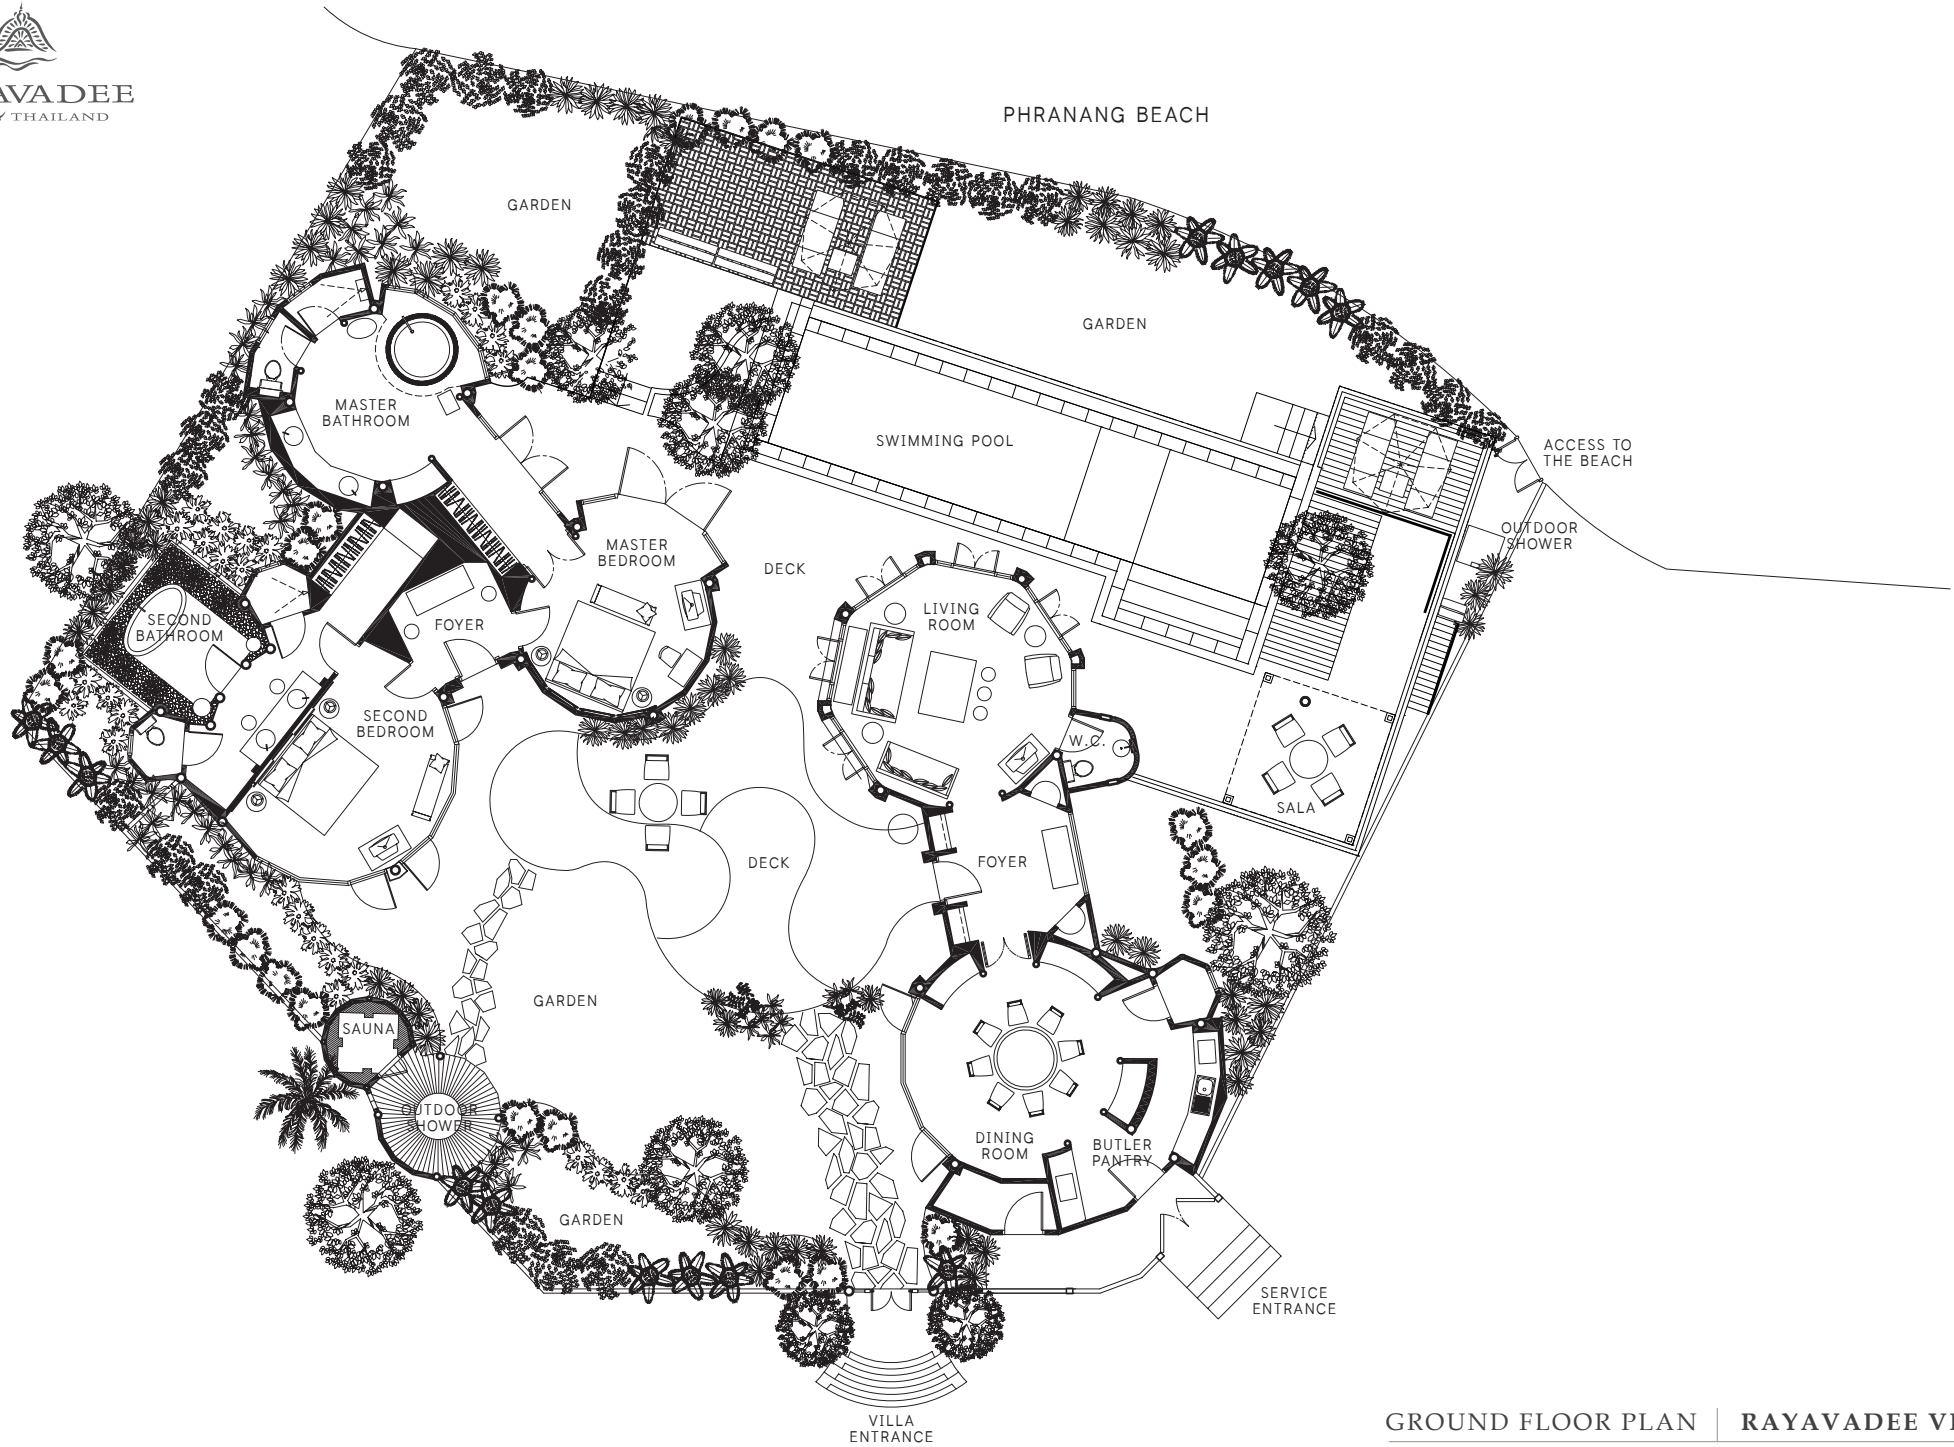 AVADEE
THAILAND
PHRANANG BEACH
GARDEN
GARDEN
MASTER
BATHROOM
SWIMMING POOL
ACCESS TO
THE BEACH
OUTDOOR
SHOWER
MASTER
BEDROOM
DECK
LIVING
ROOM
FOYER
SECOND
BATHROOM
SECOND
BEDROOM
W.C.
SALA
DECK
FOYER
GARDEN
SAUNA
OUTDOOR
SHOWER
DINING
ROOM
BUTLER
PANTRY
GARDEN
SERVICE
ENTRANCE
VILLA
ENTRANCE
GROUND FLOOR PLAN | RAYAVADEE